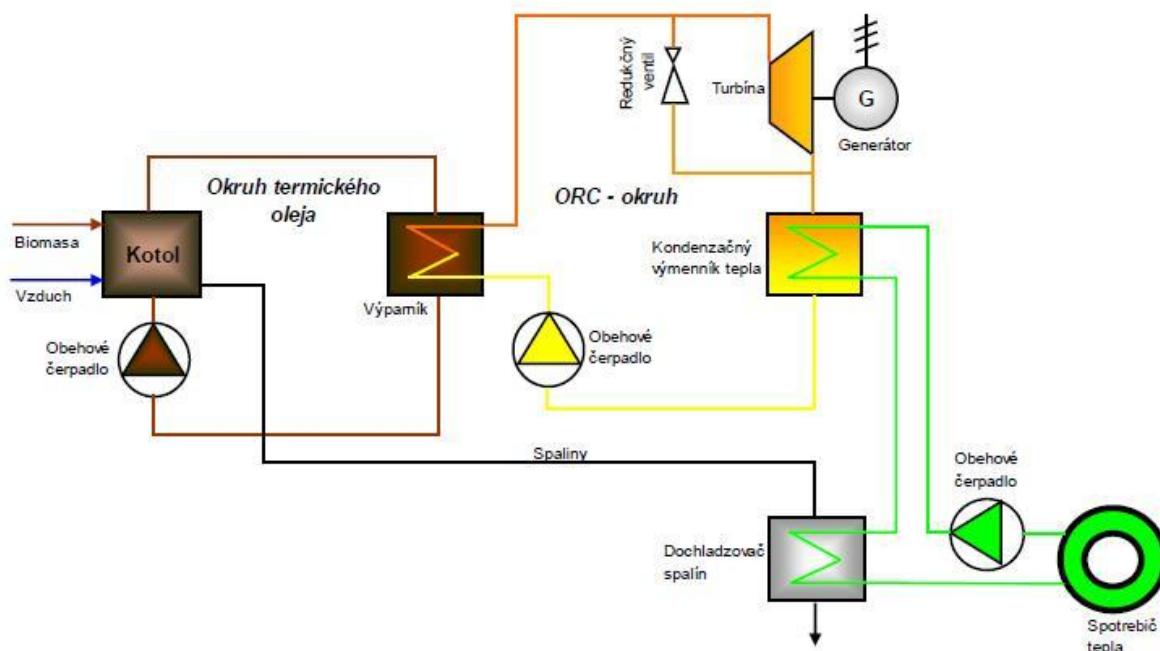 Redukčný
ventil
Turbína
G
Generátor
Okruh termického
oleja
ORC - okruh
Biomasa
Kotol
Vzduch
Výparník
Kondenzačný
výmenník tepla
Obehové
čerpadlo
Obehové
čerpadlo
Spaliny
Obehové
čerpadlo
Dochladzovač
spalín
Spotrebič
tepla